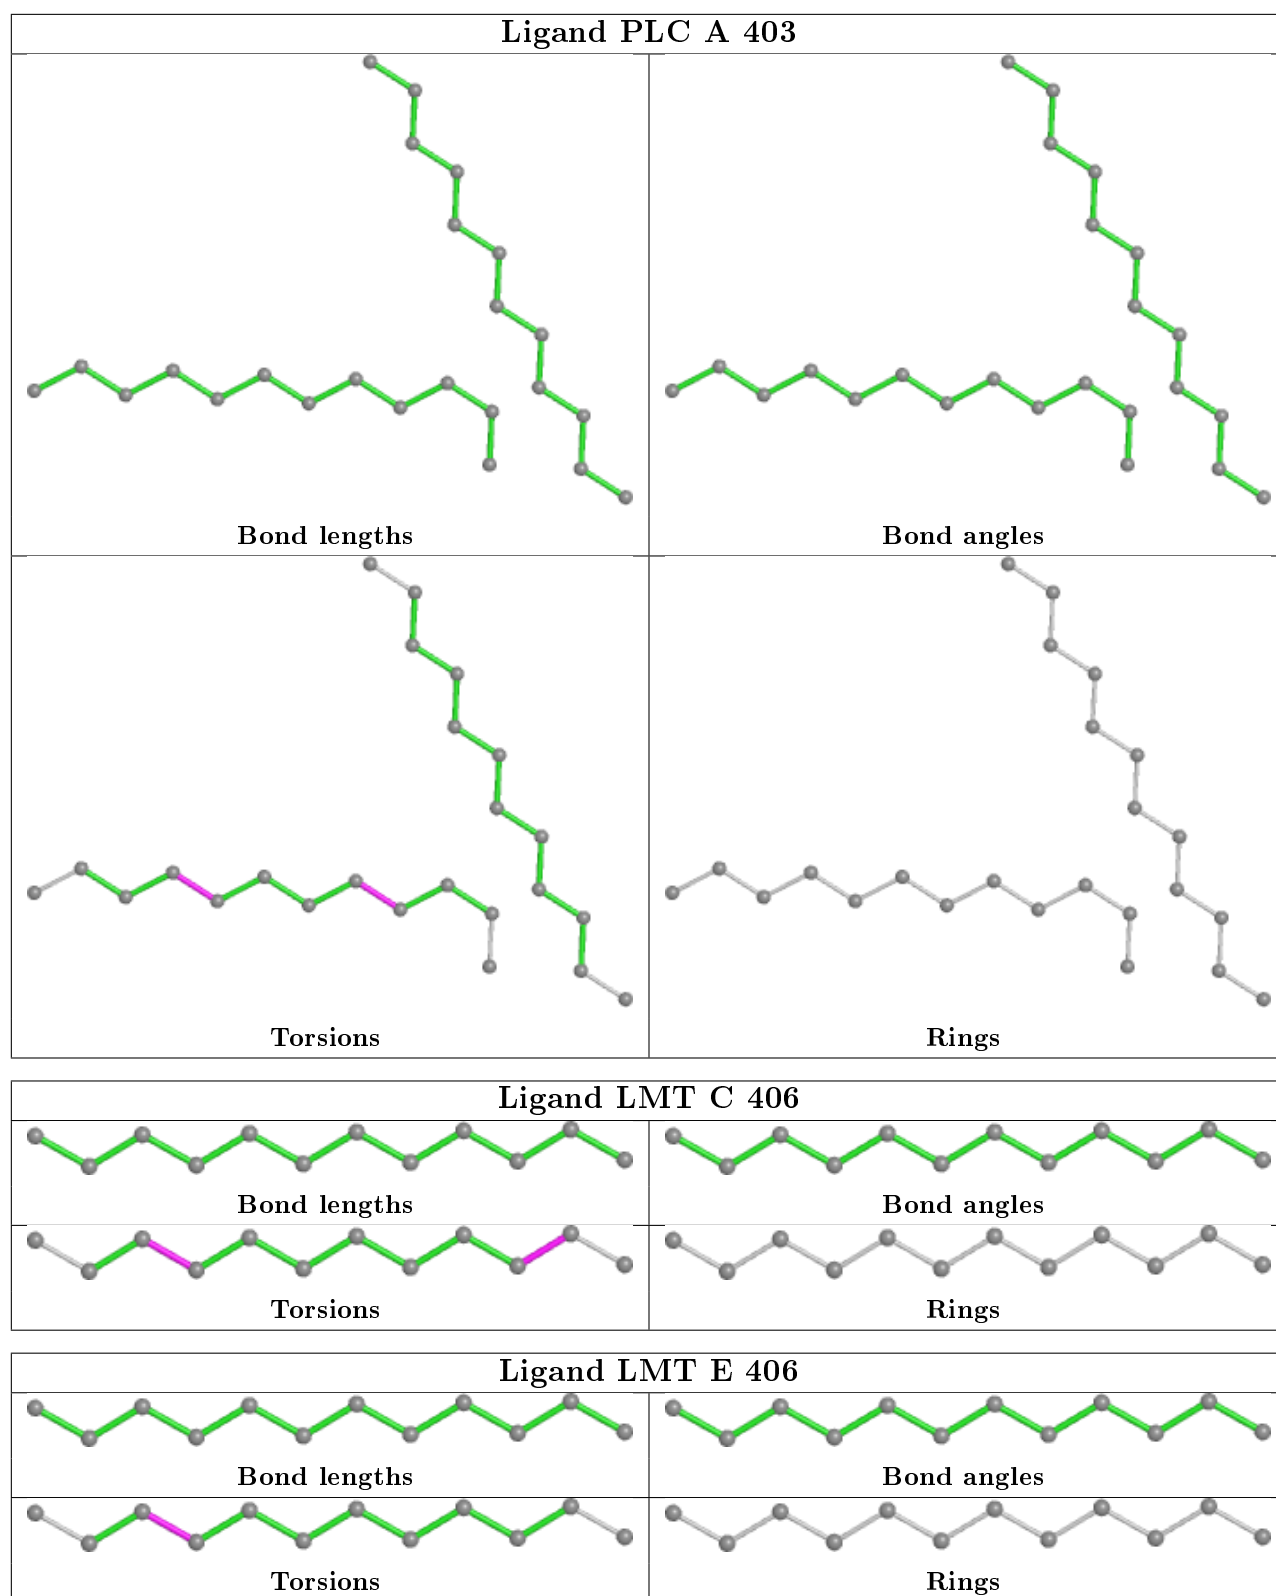 Ligand PLC A 403
Bond lengths
Bond angles
Torsions
Rings
Ligand LMT C 406
Bond lengths
Bond angles
Torsions
Rings
Ligand LMT E 406
Bond lengths
Bond angles
Torsions
Rings